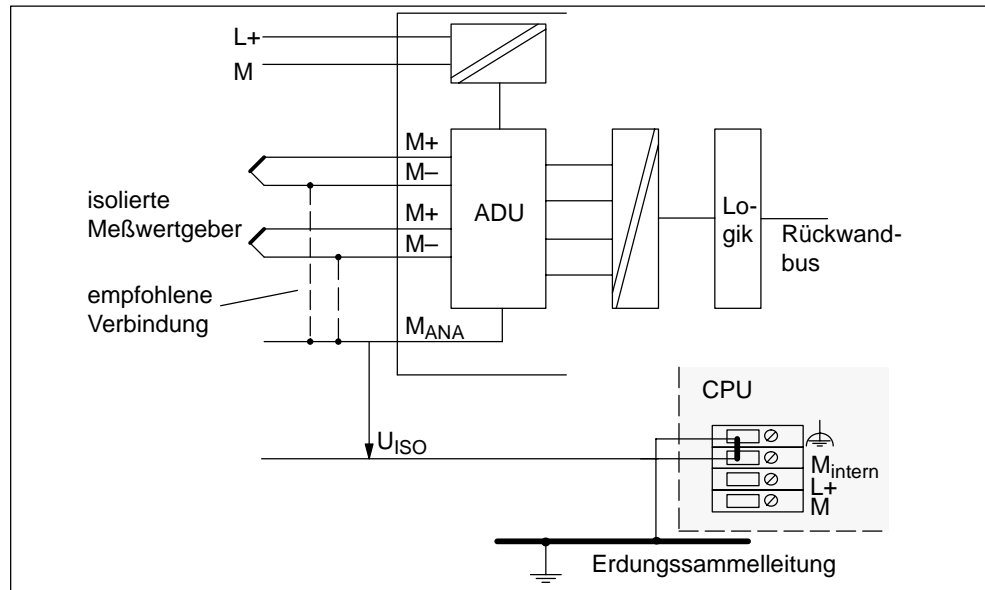 L+
M
M+
M–
M+
M–
isolierte
Meßwertgeber
ADU
Lo-
gik
Rückwand-
bus
empfohlene
Verbindung
MANA
UISO
CPU
Mintern
L+
M
Erdungssammelleitung